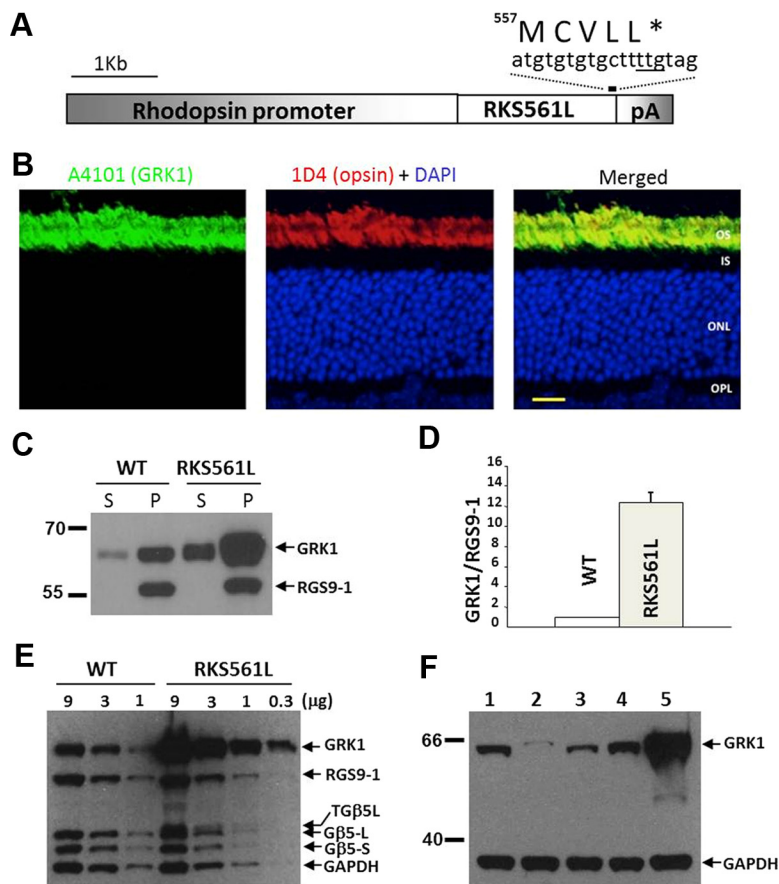 A
557 M C V L L *
atgtgtgtgcttttgtag
1Kb
Rhodopsin promoter RKS561L pA
B
A4101 (GRK1) 1D4 (opsin) + DAPI Merged
OS
IS
ONL
OPL
C
WT RKS561L
S P S P
70
GRK1
RGS9-1
55
D
16
14
12
10
8
6
4
2
0
GRK1/RGS9-1
WT
RKS561L
E
WT RKS561L
9 3 1 9 3 1 0.3 (µg)
GRK1
RGS9-1
TGβ5L
Gβ5-L
Gβ5-S
GAPDH
F
1 2 3 4 5
66
GRK1
40
GAPDH